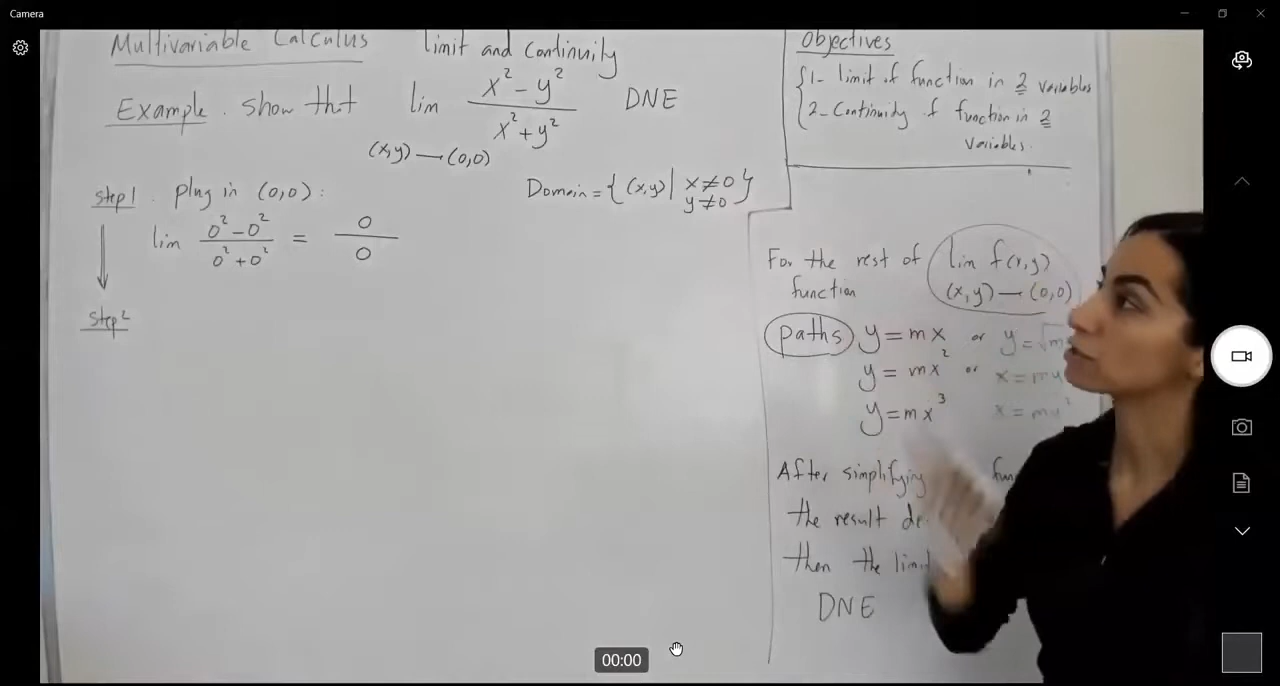 Camera
Multivariable Calculus limit and Continuity
Example. Show that lim x² - y² / x² + y² DNE
(x,y) — (0,0)
Domain = { (x,y) | x ≠ 0 }
y ≠ 0
step1. plug in (0,0):
lim 0² - 0² / 0² + 0² = 0 / 0
step2
Objectives
1- limit of function in 2 variables
2- Continuity of function in 2
variables.
For the rest of lim f(x,y)
function (x,y) — (0,0)
paths y = mx or y = √m
y = mx² or x = my
y = mx³ x = my²
After simplifying
the result
then the
DNE
00:00